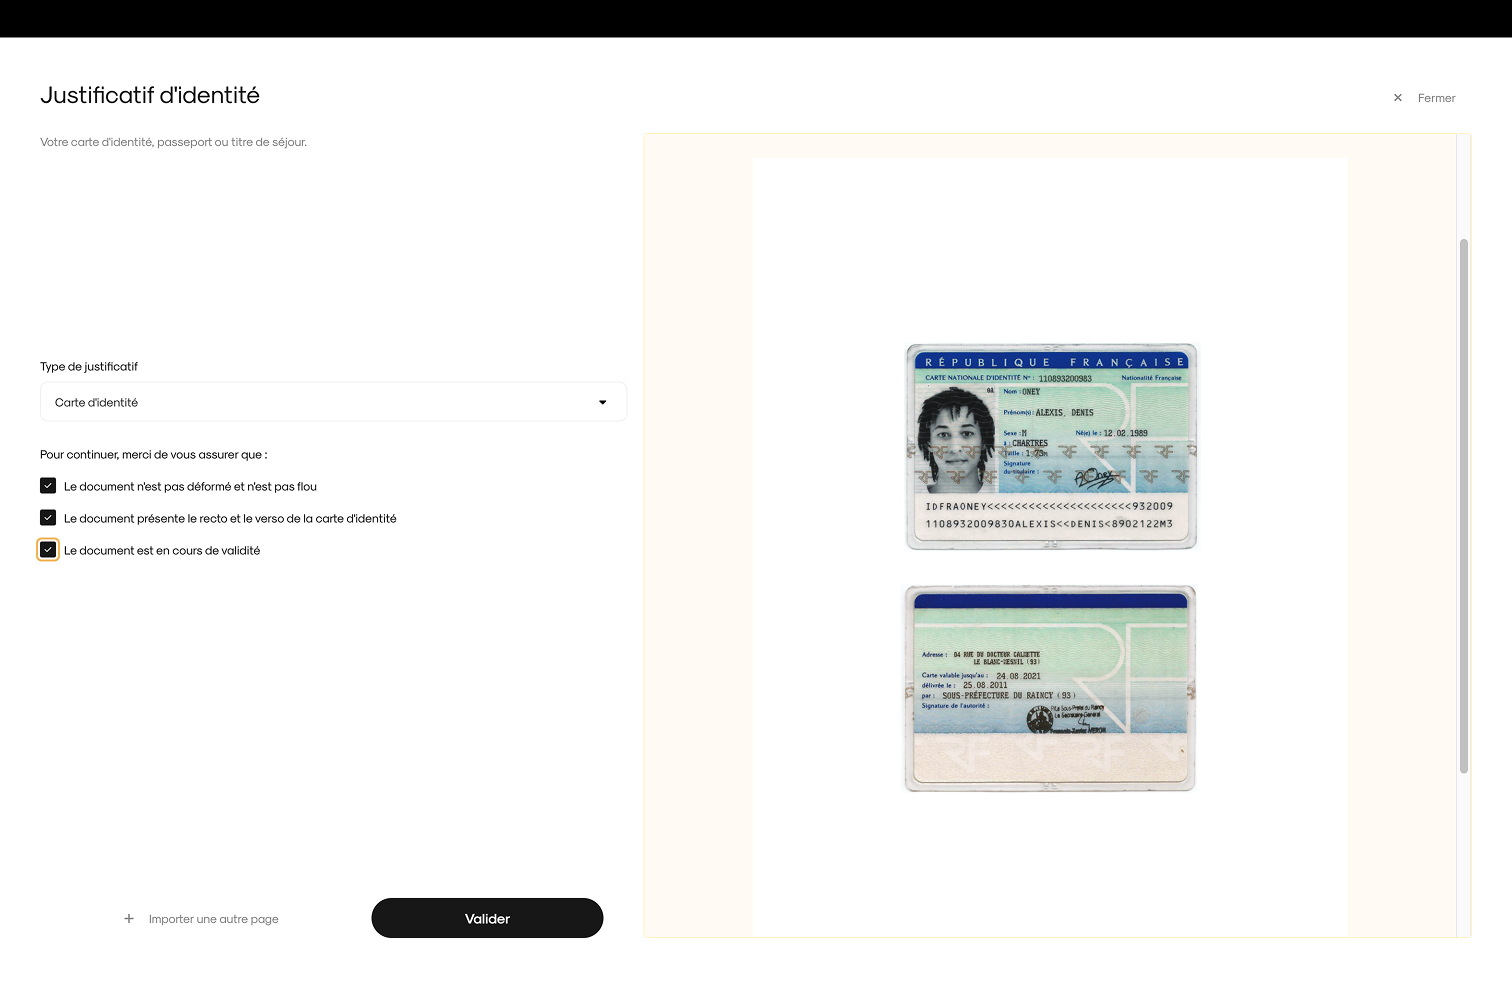 Justificatif d'identité
Fermer
Votre carte d'identité, passeport ou titre de séjour.
Type de justificatif
Carte d'identité
Pour continuer, merci de vous assurer que :
Le document n'est pas déformé et n'est pas flou
Le document présente le recto et le verso de la carte d'identité
Le document est en cours de validité
Importer une autre page
Valider
RÉPUBLIQUE FRANÇAISE
CARTE NATIONALE D'IDENTITÉ N° : 110893200983 Nationalité Française
Nom : ONEY
Prénom(s) : ALEXIS, DENIS
Sexe : M Né(e) le : 12.02.1989
à : CHARTRES
Taille : 1,73m
Signature
du titulaire :
IDFRAONEY<<<<<<<<<<<<<<<<<<<<<932009
1108932009830ALEXIS<<DENIS<8902122M3
Adresse : 04 RUE DU DOCTEUR CALMETTE
LE BLANC-MESNIL (93)
Carte valable jusqu'au : 24.08.2021
délivrée le : 25.08.2011
par : SOUS-PRÉFECTURE DU RAINCY (93)
Signature de l'autorité :